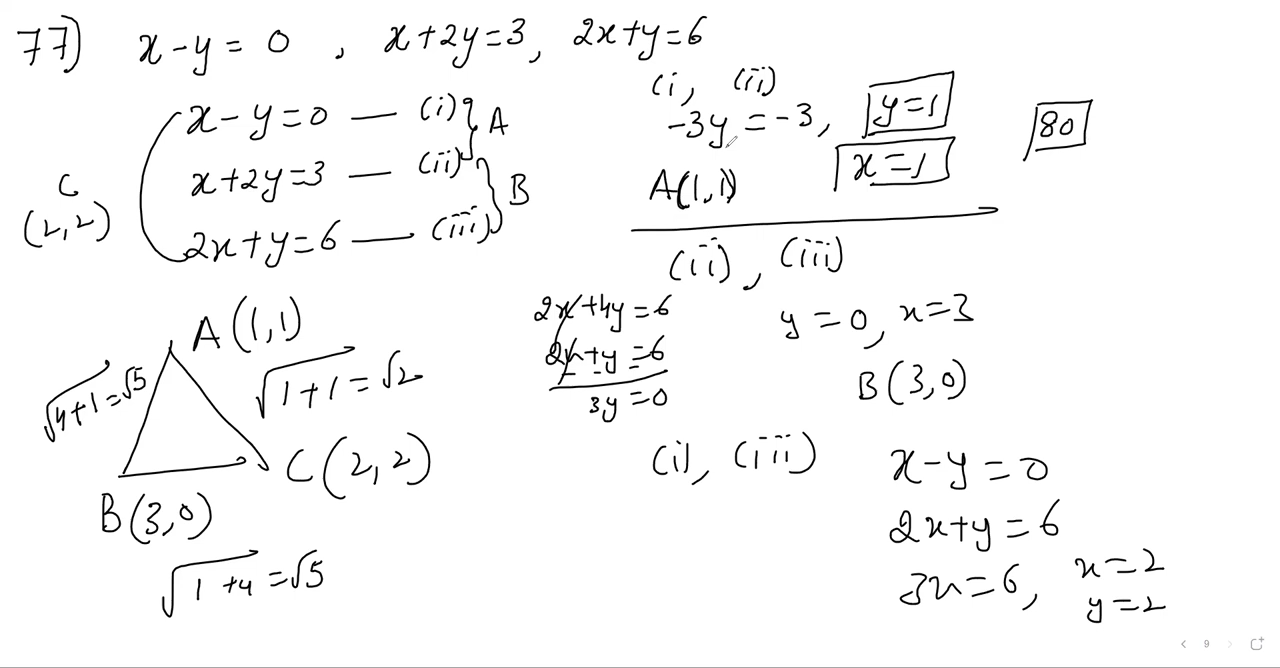 77) x - y = 0 , x + 2y = 3, 2x + y = 6
x - y = 0 — (i)
x + 2y = 3 — (ii)
2x + y = 6 — (iii)
A
B
C
(2,2)
(i, (ii)
-3y = -3, y = 1
x = 1
A(1,1)
80
(ii), (iii)
2x + 4y = 6
2x + y = 6
- - -
3y = 0
y = 0, x = 3
B(3,0)
(i), (iii)
x - y = 0
2x + y = 6
3x = 6, x = 2
y = 2
A(1,1)
√4+1 = √5
√1+1 = √2
C(2,2)
B(3,0)
√1+4 = √5
9